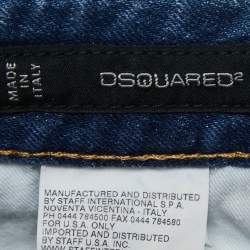 MADE IN ITALY
DSQUARED²
MANUFACTURED AND DISTRIBUTED
BY STAFF INTERNATIONAL S.P.A
NOVENTA VICENTINA - ITALY
PH 0444 784500 FAX 0444 784580
FOR U.S.A. ONLY
IMPORTED AND DISTRIBUTED
BY STAFF U.S.A.